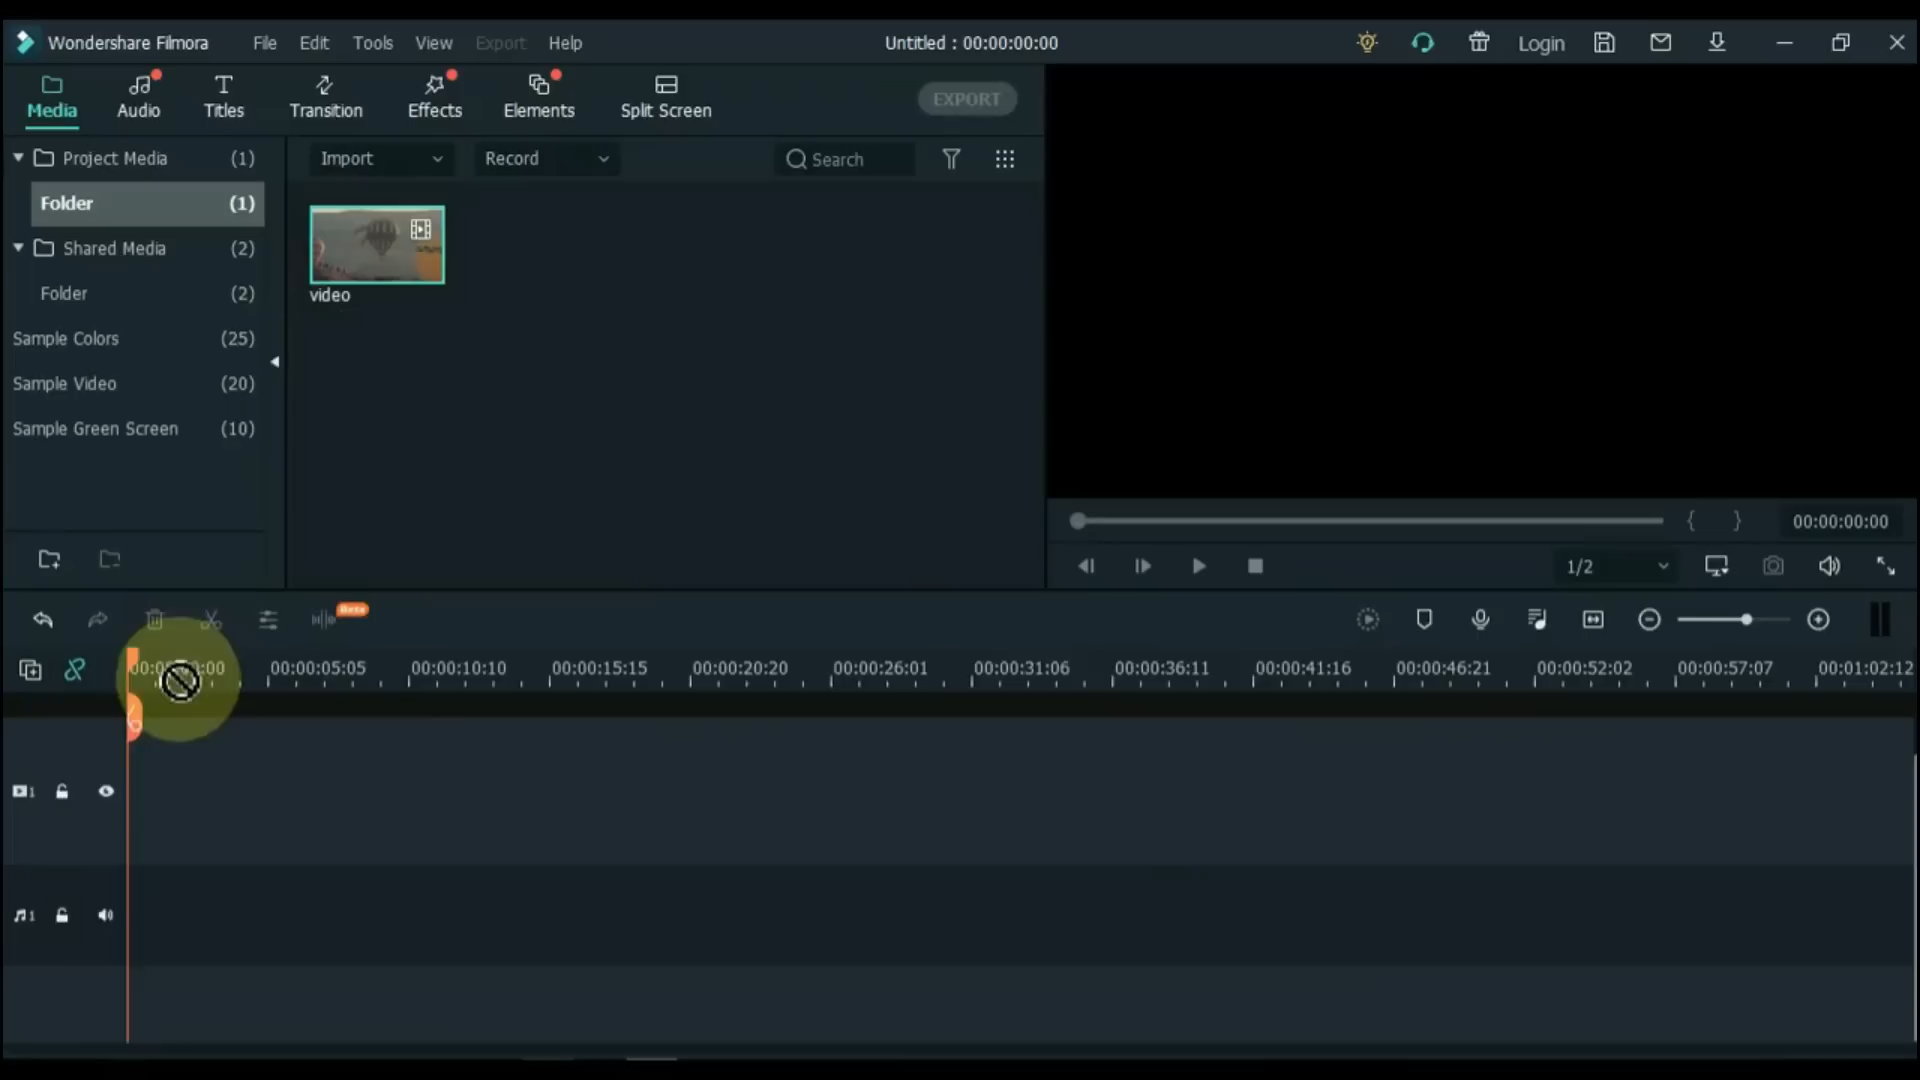 Wondershare Filmora File Edit Tools View Export Help Untitled : 00:00:00:00 Login
Media Audio Titles Transition Effects Elements Split Screen EXPORT
Project Media (1) Import Record Search
Folder (1)
Shared Media (2)
Folder (2)
Sample Colors (25)
Sample Video (20)
Sample Green Screen (10)
video
00:00:00:00
1/2
Beta
00:00:05:05 00:00:10:10 00:00:15:15 00:00:20:20 00:00:26:01 00:00:31:06 00:00:36:11 00:00:41:16 00:00:46:21 00:00:52:02 00:00:57:07 00:01:02:12
1
1